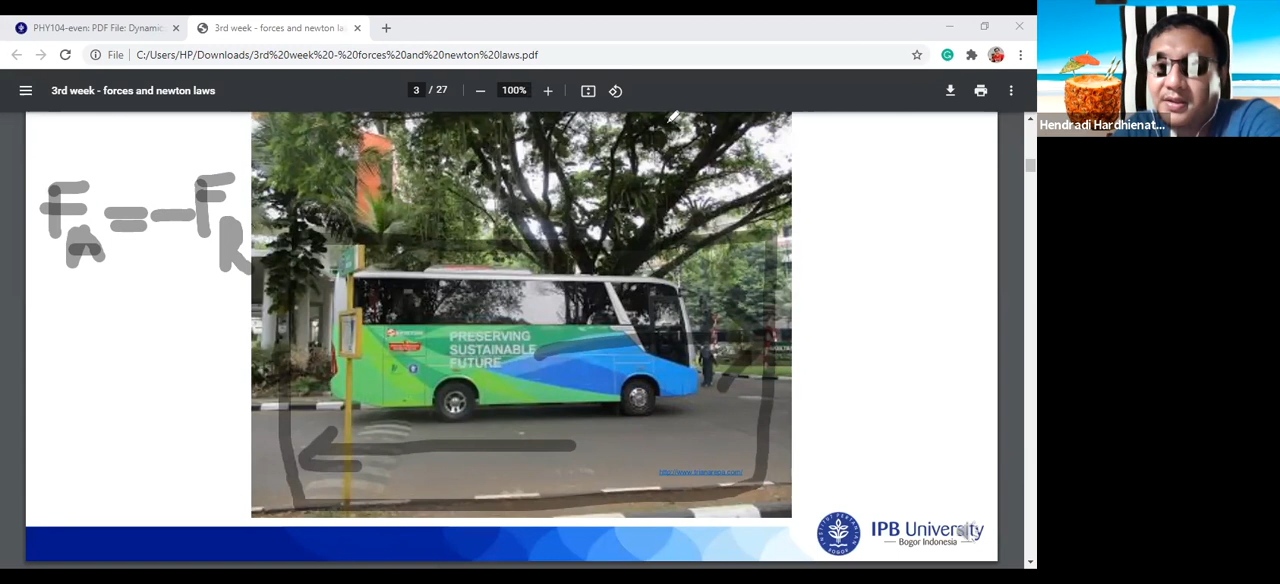 PHY104-even: PDF File: Dynamic
3rd week - forces and newton la
File
C:/Users/HP/Downloads/3rd%20week%20-%20forces%20and%20newton%20laws.pdf
3rd week - forces and newton laws
3 / 27
100%
Hendradi Hardhienat...
F_A = -F_R
PRESERVING
SUSTAINABLE
FUTURE
IPB University
Bogor Indonesia